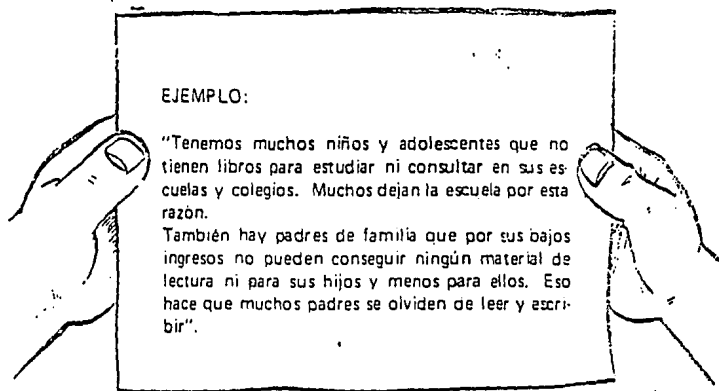 EJEMPLO:
"Tenemos muchos niños y adolescentes que no
tienen libros para estudiar ni consultar en sus es-
cuelas y colegios. Muchos dejan la escuela por esta
razón.
También hay padres de familia que por sus bajos
ingresos no pueden conseguir ningún material de
lectura ni para sus hijos y menos para ellos. Eso
hace que muchos padres se olviden de leer y escri-
bir".